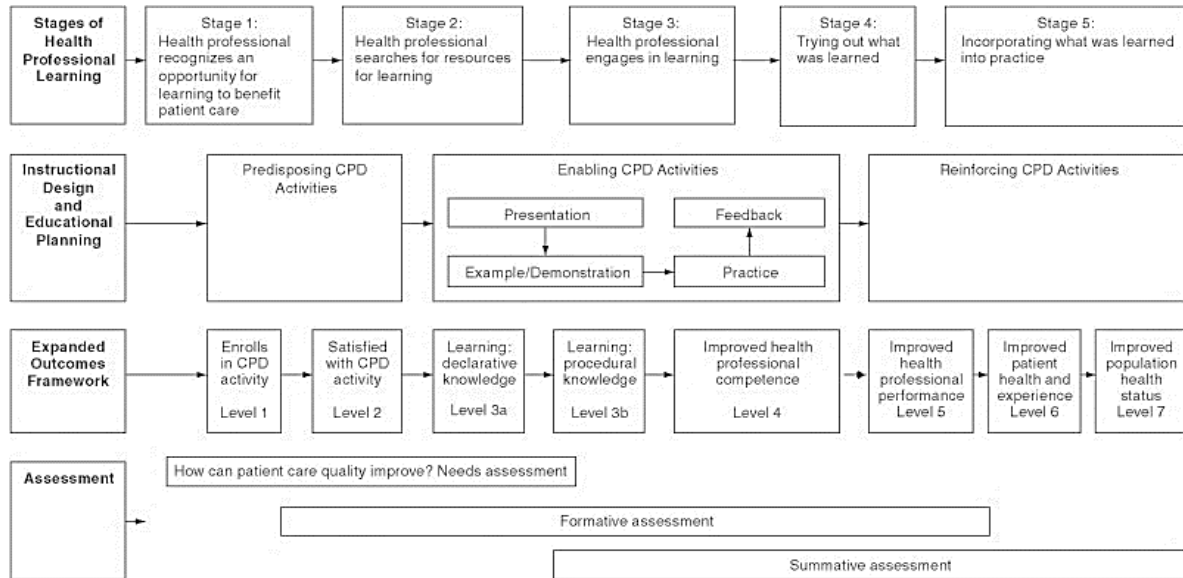 Stages of
Health
Professional
Learning
Stage 1:
Health professional
recognizes an
opportunity for
learning to benefit
patient care
Stage 2:
Health professional
searches for resources
for learning
Stage 3:
Health professional
engages in learning
Stage 4:
Trying out what
was learned
Stage 5:
Incorporating what was learned
into practice
Instructional
Design
and
Educational
Planning
Predisposing CPD
Activities
Enabling CPD Activities
Presentation
Feedback
Example/Demonstration
Practice
Reinforcing CPD Activities
Expanded
Outcomes
Framework
Enrolls
in CPD
activity
Level 1
Satisfied
with CPD
activity
Level 2
Learning:
declarative
knowledge
Level 3a
Learning:
procedural
knowledge
Level 3b
Improved health
professional
competence
Level 4
Improved
health
professional
performance
Level 5
Improved
patient
health and
experience
Level 6
Improved
population
health
status
Level 7
Assessment
How can patient care quality improve? Needs assessment
Formative assessment
Summative assessment